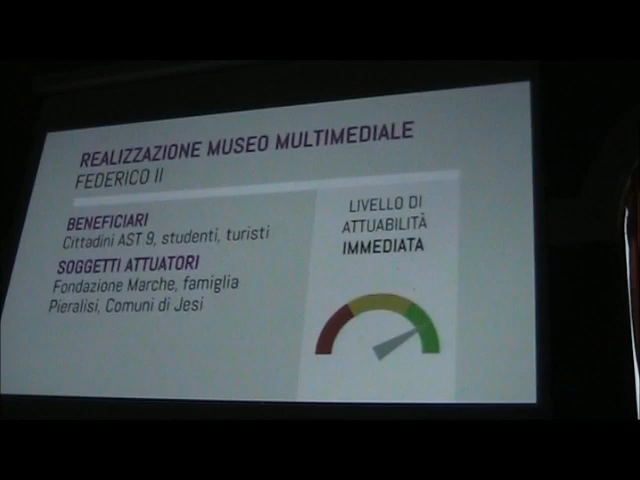 REALIZZAZIONE MUSEO MULTIMEDIALE
FEDERICO II
BENEFICIARI
Cittadini AST 9, studenti, turisti
SOGGETTI ATTUATORI
Fondazione Marche, famiglia
Pieralisi, Comuni di Jesi
LIVELLO DI
ATTUABILITÀ
IMMEDIATA